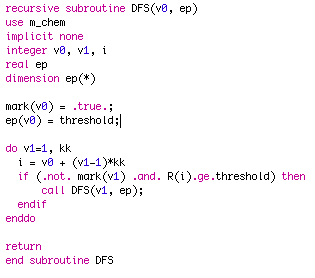 recursive subroutine DFS(v0, ep)
use m_chem
implicit none
integer v0, v1, i
real ep
dimension ep(*)
mark(v0) = .true.;
ep(v0) = threshold;
do v1=1, kk
i = v0 + (v1-1)*kk
if (.not. mark(v1) .and. R(i).ge.threshold) then
call DFS(v1, ep);
endif
enddo
return
end subroutine DFS